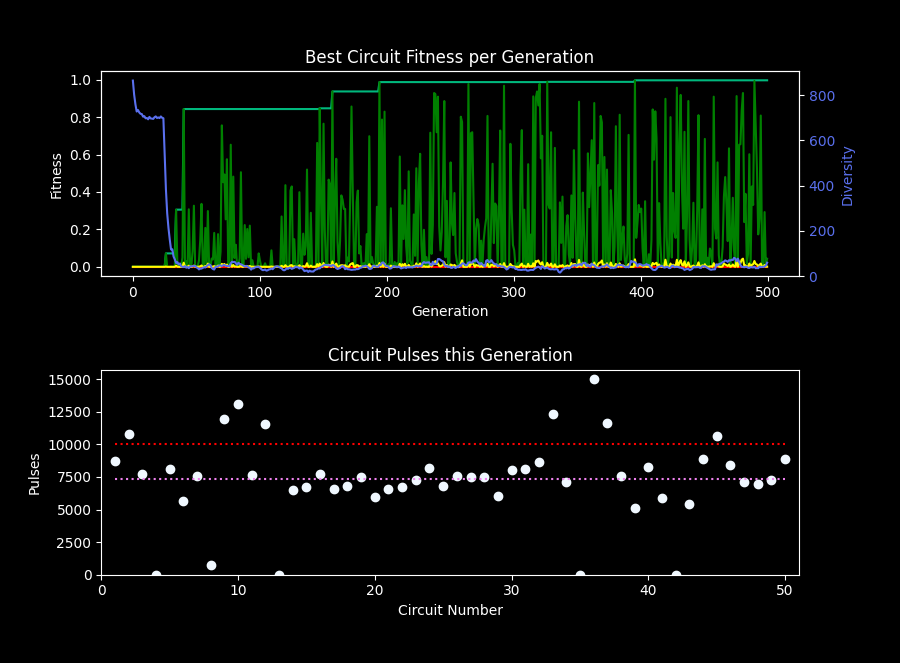 Best Circuit Fitness per Generation
1.0
0.8
0.6
0.4
0.2
0.0
Fitness
800
600
400
200
0
Diversity
0 100 200 300 400 500
Generation
Circuit Pulses this Generation
15000
12500
10000
7500
5000
2500
0
Pulses
0 10 20 30 40 50
Circuit Number